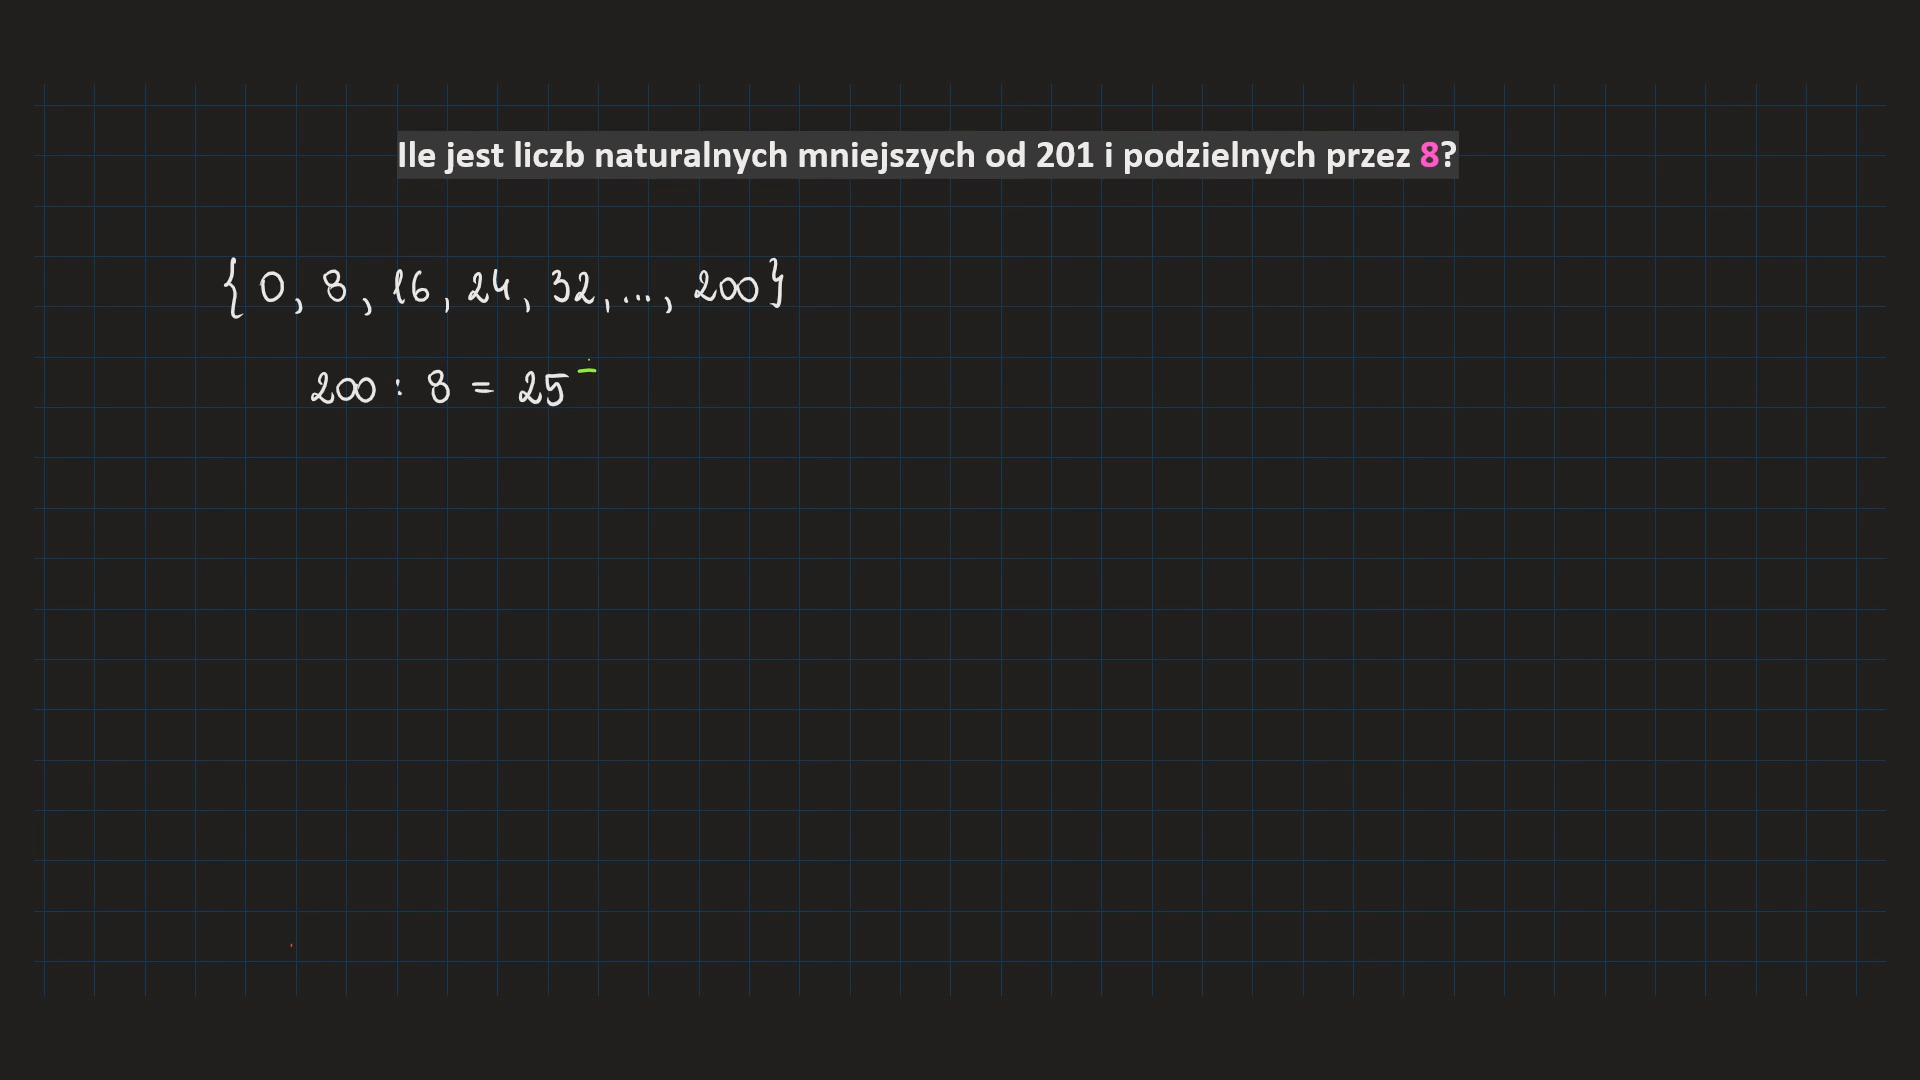 Ile jest liczb naturalnych mniejszych od 201 i podzielnych przez 8?
{ 0, 8, 16, 24, 32, ..., 200}
200 : 8 = 25